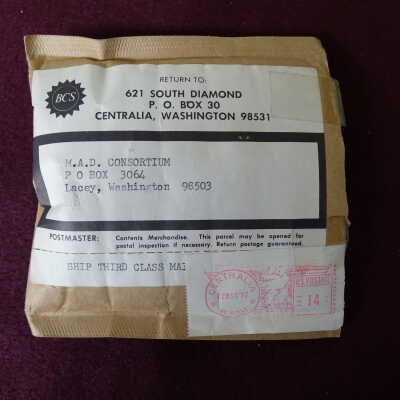 RETURN TO:
BCS
621 SOUTH DIAMOND
P. O. BOX 30
CENTRALIA, WASHINGTON 98531
M.A.D. CONSORTIUM
P O BOX 3064
Lacey, Washington 98503
POSTMASTER: Contents Merchandise. This parcel may be opened for
postal inspection if necessary. Return postage guaranteed.
SHIP THIRD CLASS MAI
CENTRALIA
U.S. POSTAGE
14